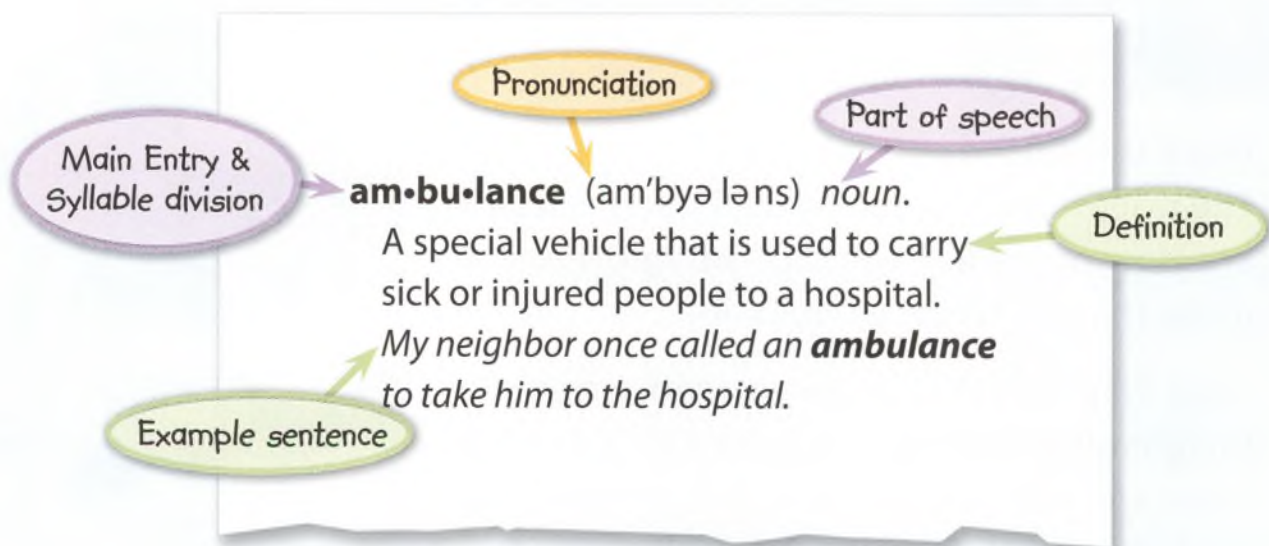 Pronunciation
Part of speech
Main Entry &
Syllable division
am•bu•lance (am'byə ləns) noun.
Definition
A special vehicle that is used to carry
sick or injured people to a hospital.
My neighbor once called an ambulance
to take him to the hospital.
Example sentence